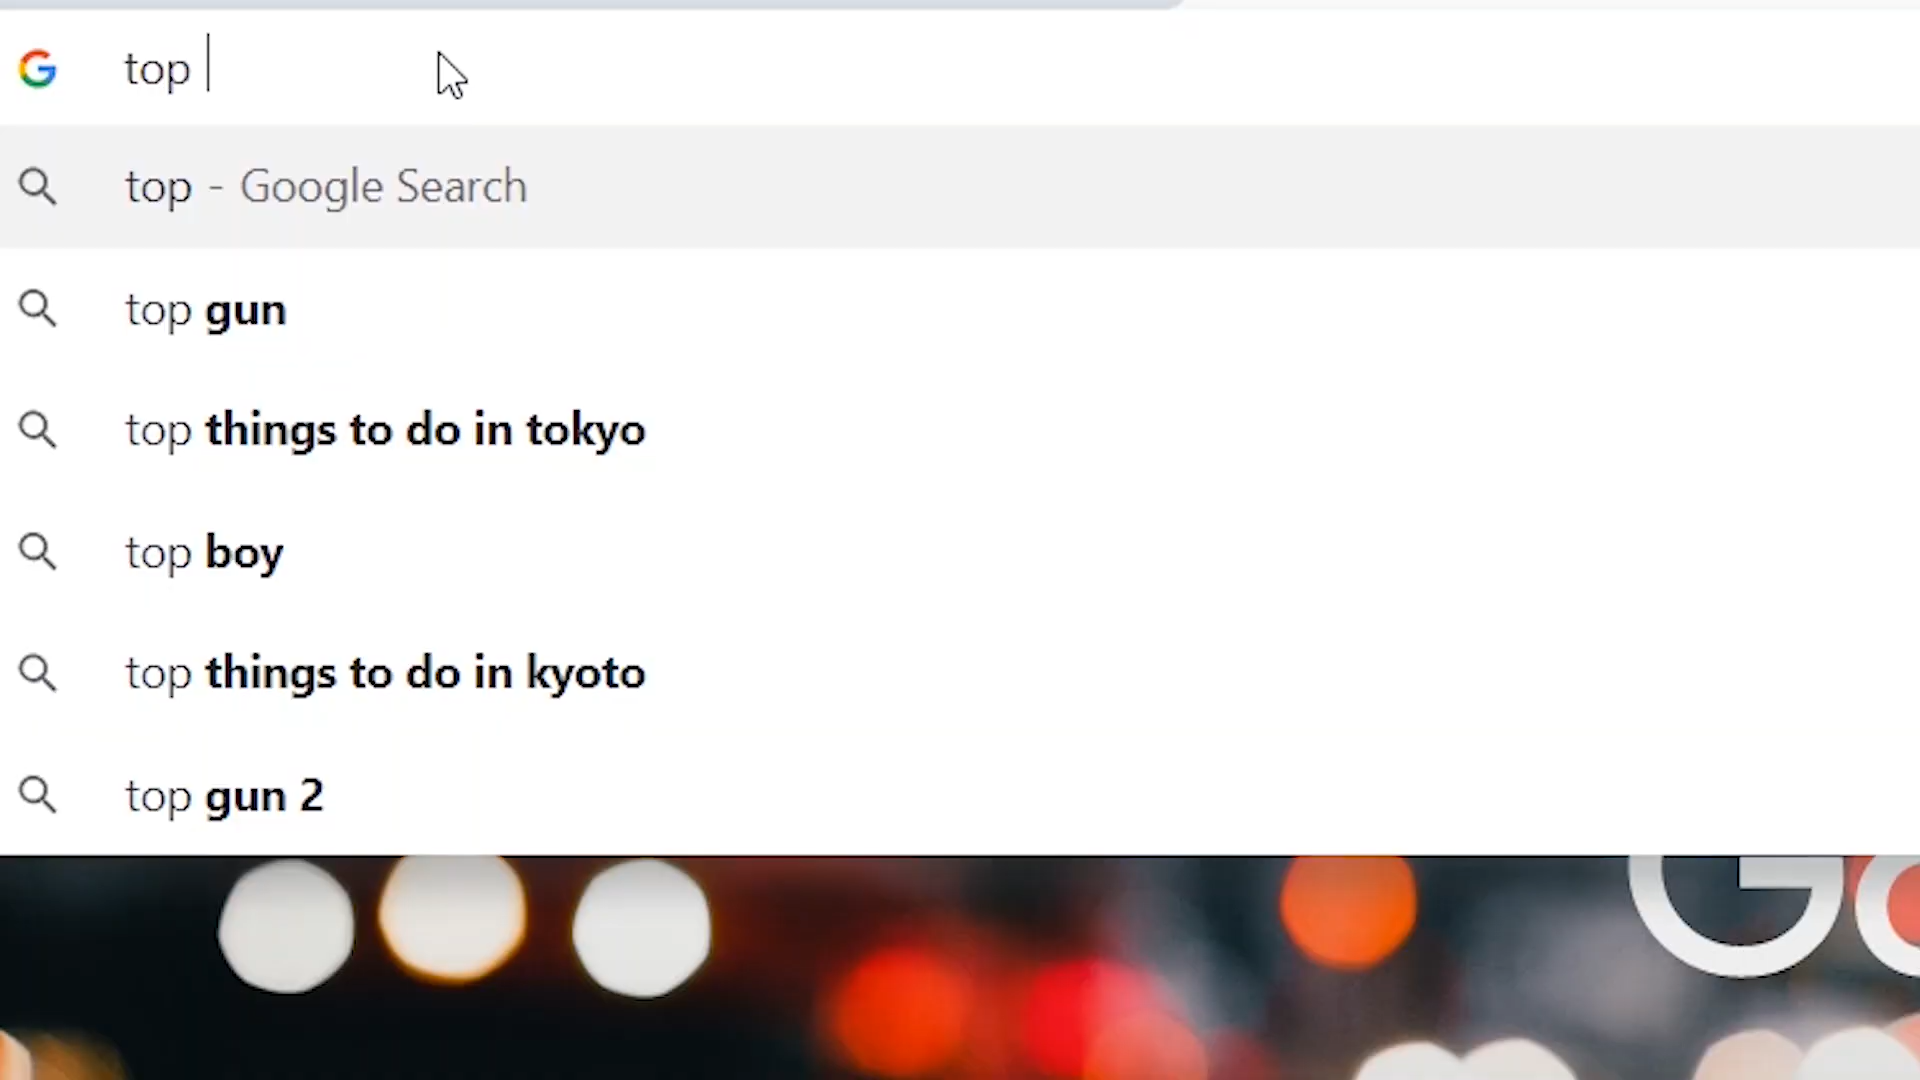 top
top - Google Search
top gun
top things to do in tokyo
top boy
top things to do in kyoto
top gun 2